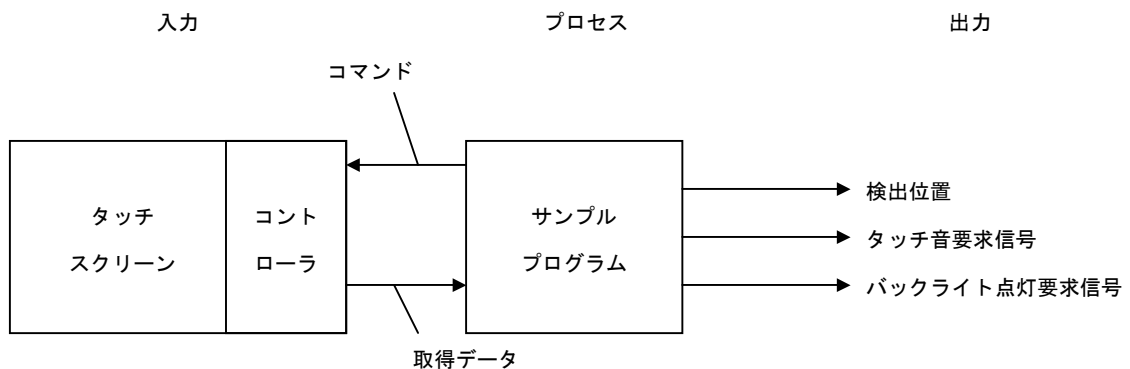 入力
プロセス
出力
コマンド
タッチ
スクリーン
コント
ローラ
サンプル
プログラム
検出位置
タッチ音要求信号
バックライト点灯要求信号
取得データ